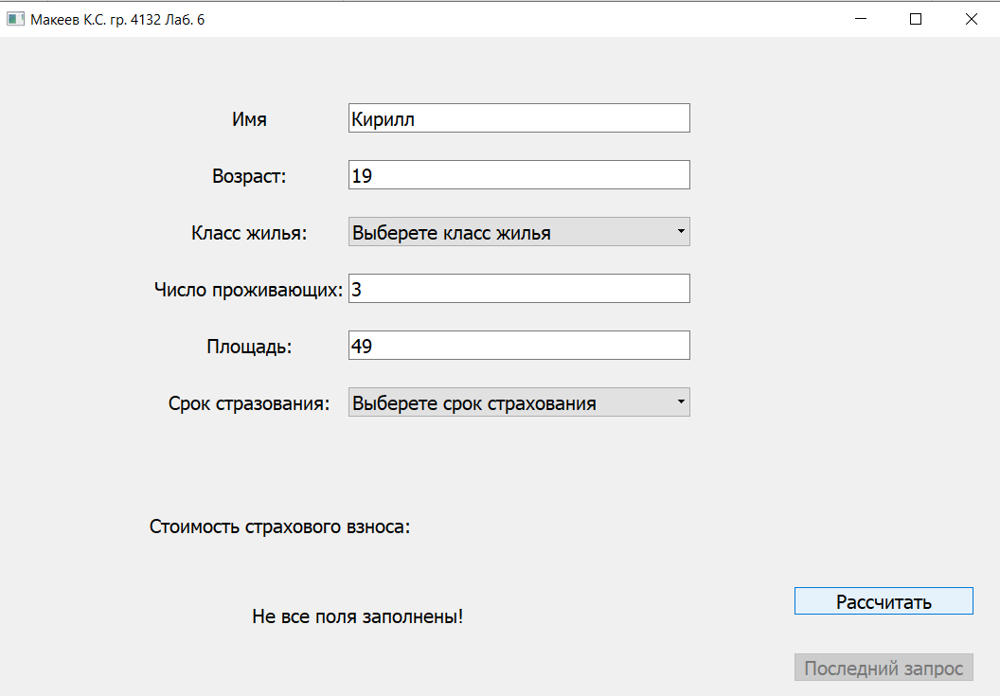 Макеев К.С. гр. 4132 Лаб. 6
Имя Кирилл
Возраст: 19
Класс жилья: Выберете класс жилья
Число проживающих: 3
Площадь: 49
Срок стразования: Выберете срок страхования
Стоимость страхового взноса:
Рассчитать
Не все поля заполнены!
Последний запрос